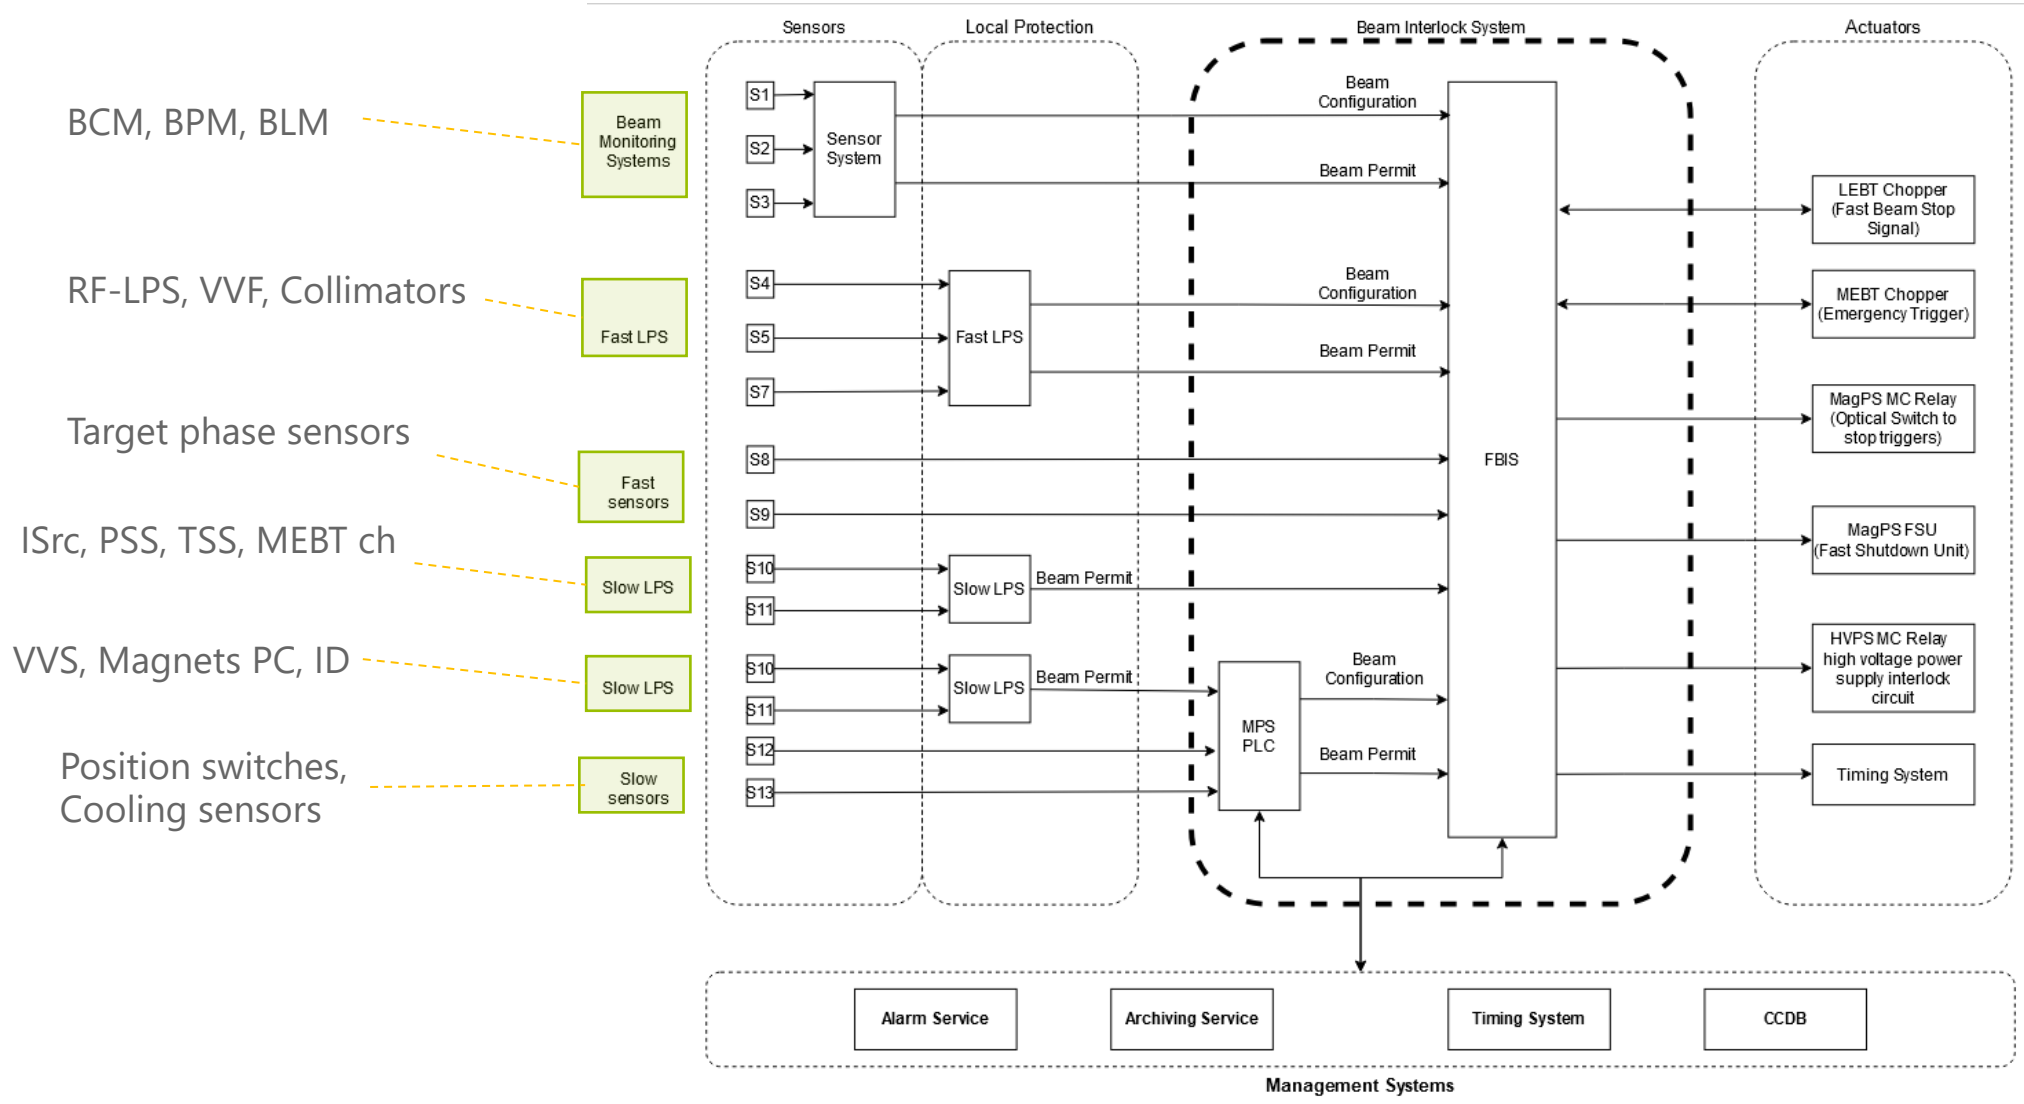 Sensors
Local Protection
Beam Interlock System
Actuators
BCM, BPM, BLM
Beam
Monitoring
Systems
S1
S2
S3
Sensor
System
Beam
Configuration
Beam Permit
LEBT Chopper
(Fast Beam Stop
Signal)
RF-LPS, VVF, Collimators
Fast LPS
S4
S5
S7
Fast LPS
Beam
Configuration
Beam Permit
MEBT Chopper
(Emergency Trigger)
MagPS MC Relay
(Optical Switch to
stop triggers)
Target phase sensors
Fast
sensors
S8
S9
FBIS
ISrc, PSS, TSS, MEBT ch
Slow LPS
S10
S11
Slow LPS
Beam Permit
MagPS FSU
(Fast Shutdown Unit)
VVS, Magnets PC, ID
Slow LPS
S10
S11
Slow LPS
Beam Permit
MPS
PLC
Beam
Configuration
Beam Permit
HVPS MC Relay
high voltage power
supply interlock
circuit
Position switches,
Cooling sensors
Slow
sensors
S12
S13
Timing System
Alarm Service
Archiving Service
Timing System
CCDB
Management Systems